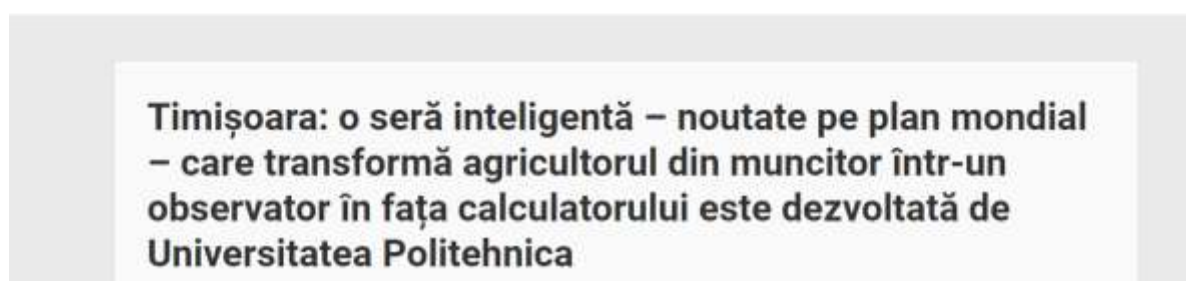 Timișoara: o seră inteligentă – noutate pe plan mondial
– care transformă agricultorul din muncitor într-un
observator în fața calculatorului este dezvoltată de
Universitatea Politehnica